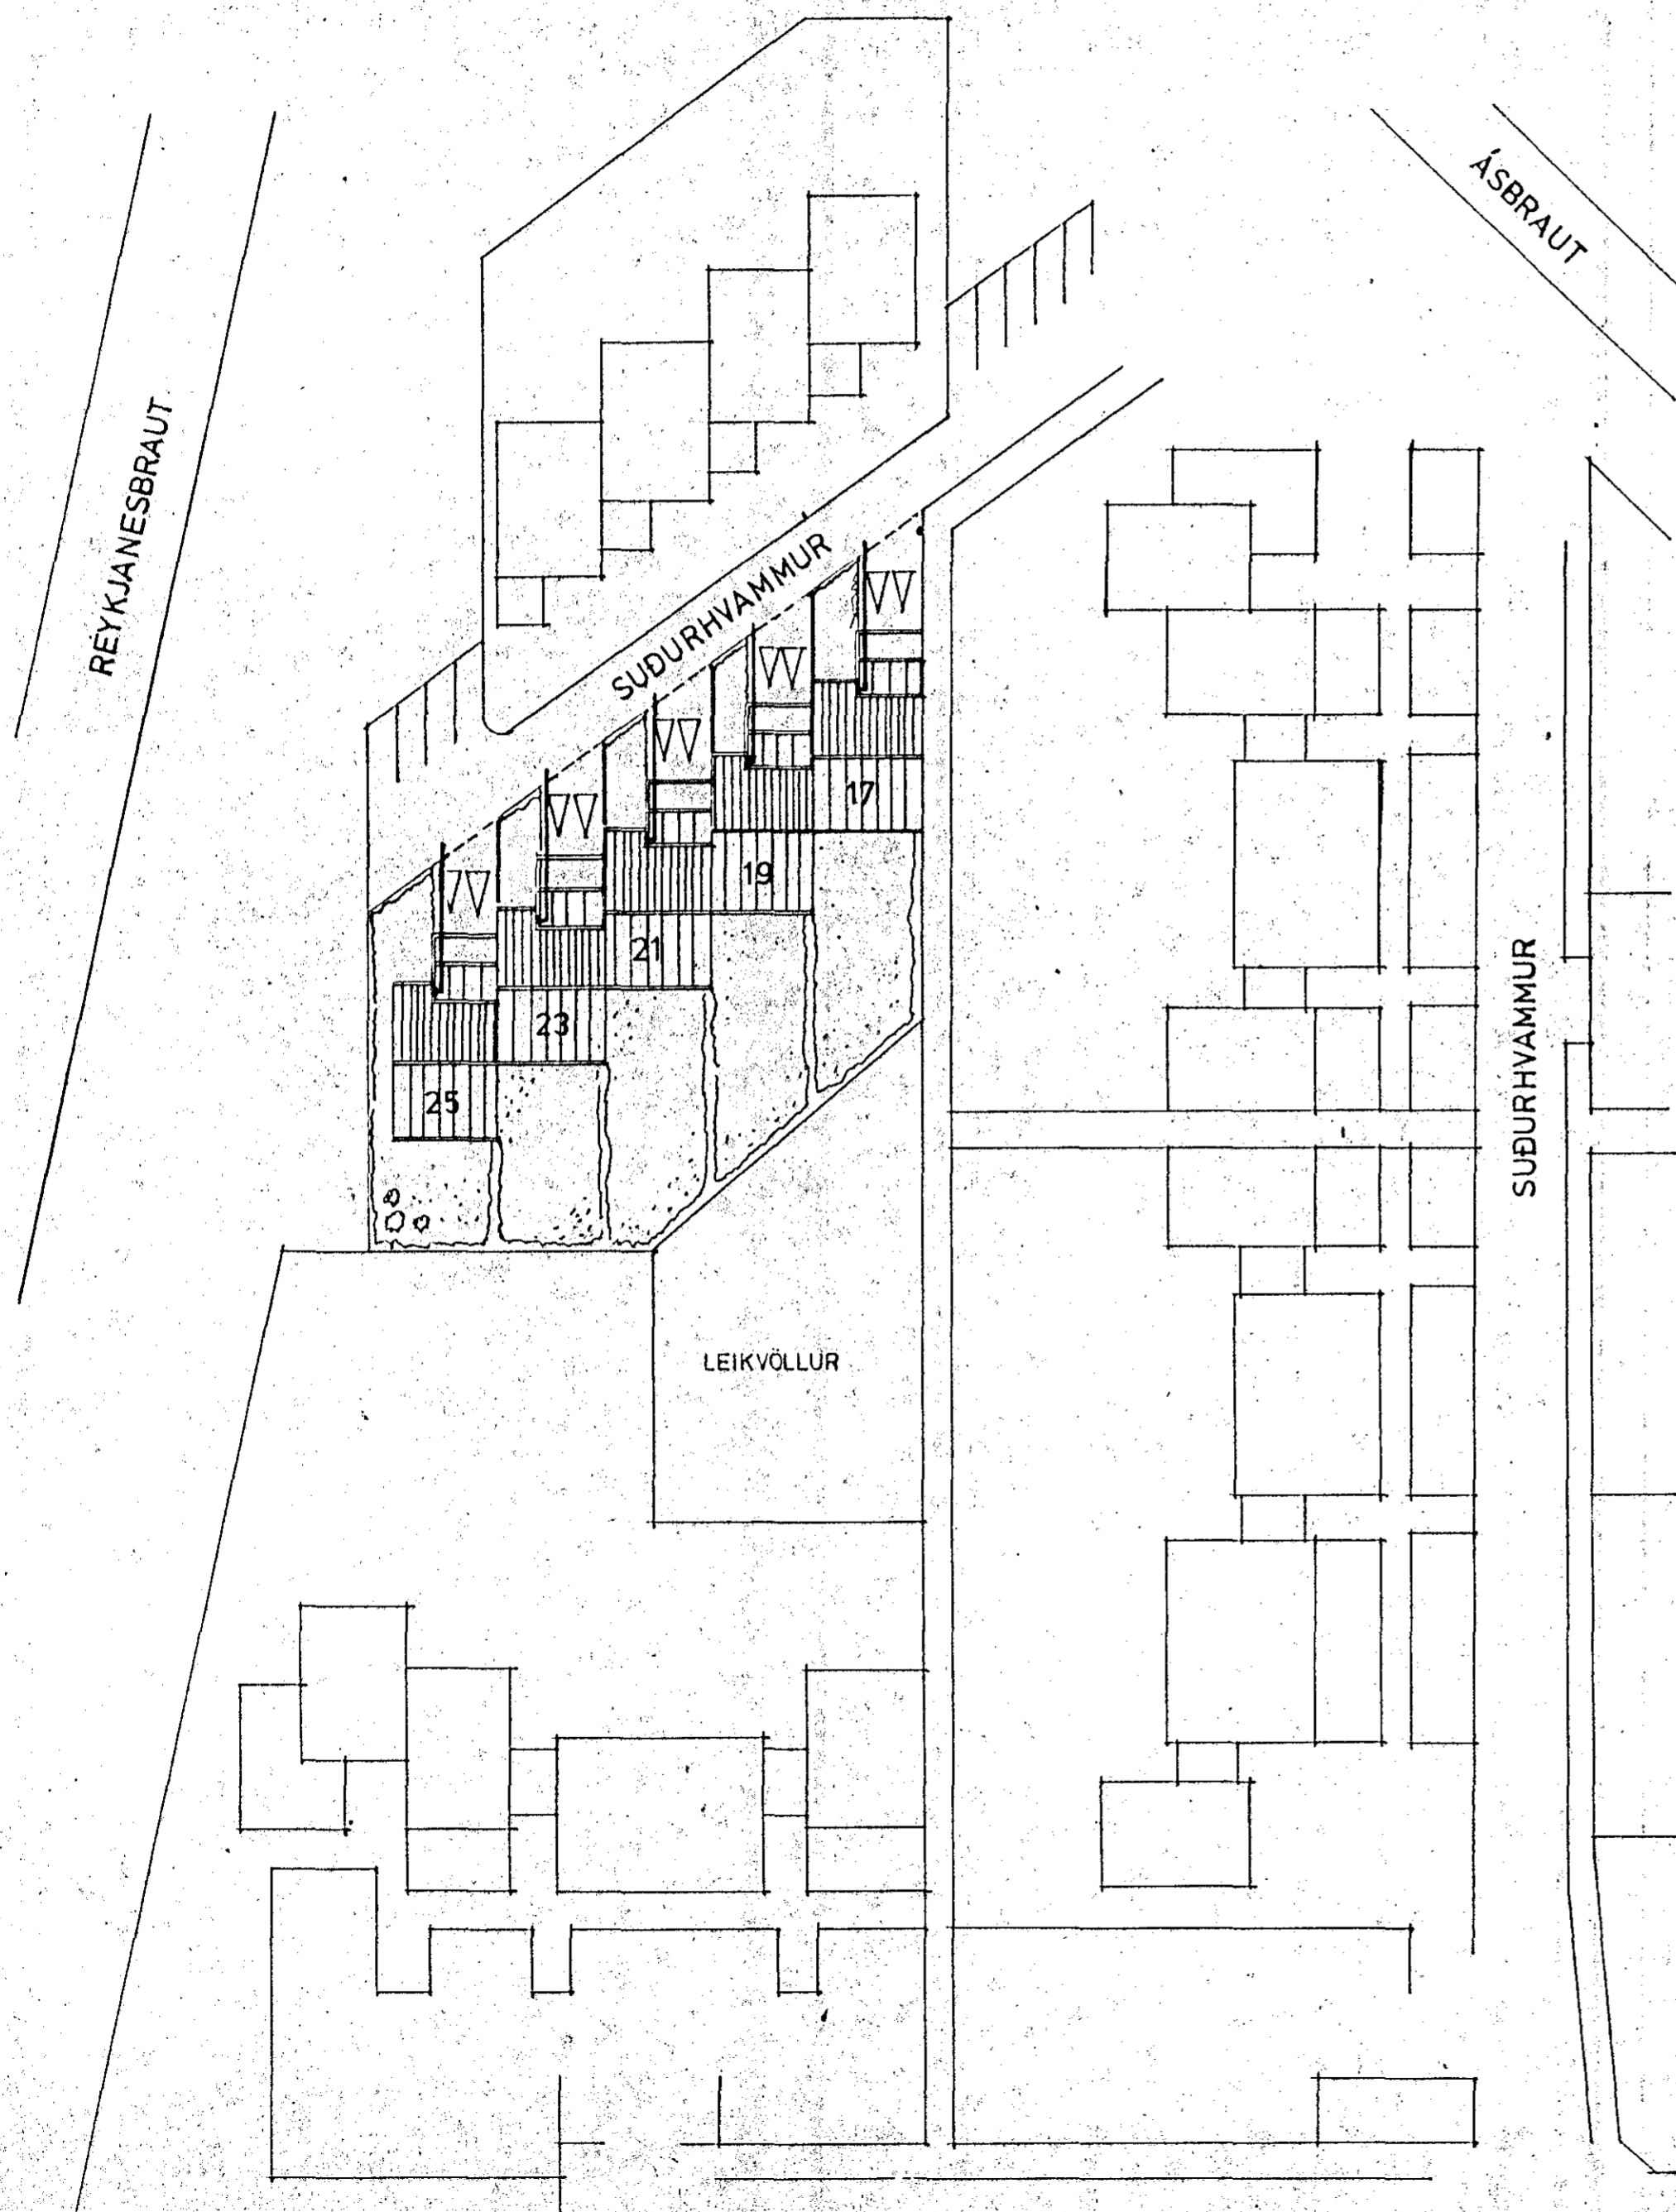 ÁSBRAUT
REYKJANESBRAUT
SUÐURHVAMMUR
17
19
21
23
25
SUÐURHVAMMUR
LEIKVÖLLUR